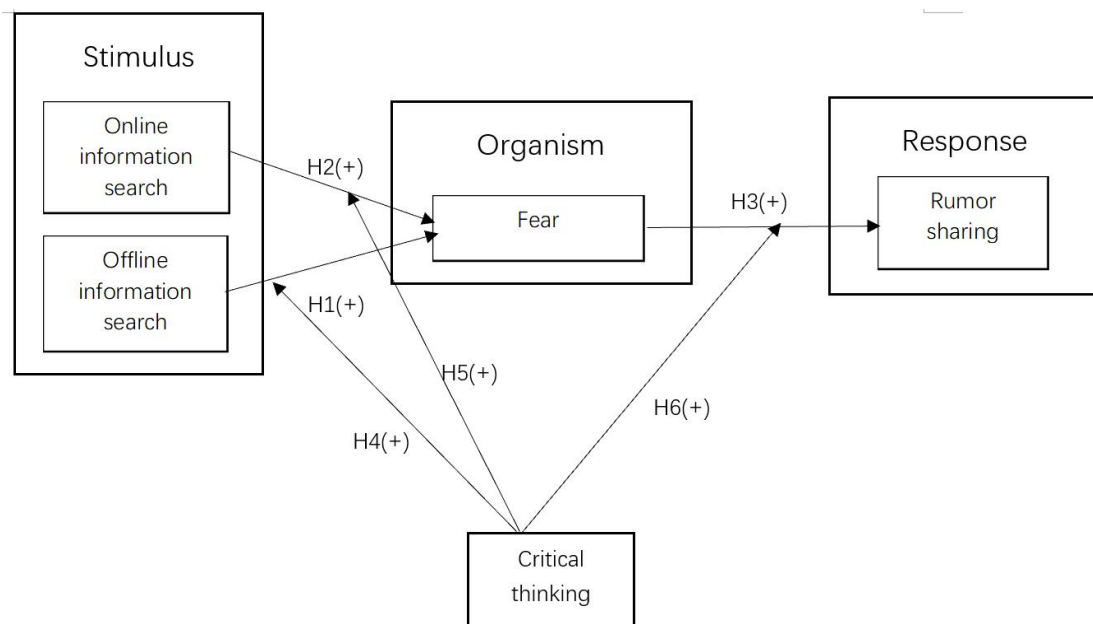 Stimulus
Online
information
search
Offline
information
search
H2(+)
H1(+)
Organism
Fear
H3(+)
Response
Rumor
sharing
H5(+)
H4(+)
H6(+)
Critical
thinking